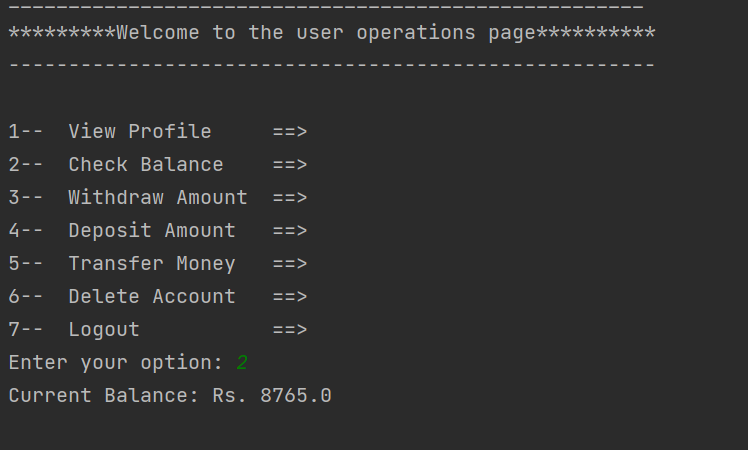 -----------------------------------------------------
*********Welcome to the user operations page**********
------------------------------------------------------
1--  View Profile     ==>
2--  Check Balance    ==>
3--  Withdraw Amount  ==>
4--  Deposit Amount   ==>
5--  Transfer Money   ==>
6--  Delete Account   ==>
7--  Logout           ==>
Enter your option: 2
Current Balance: Rs. 8765.0